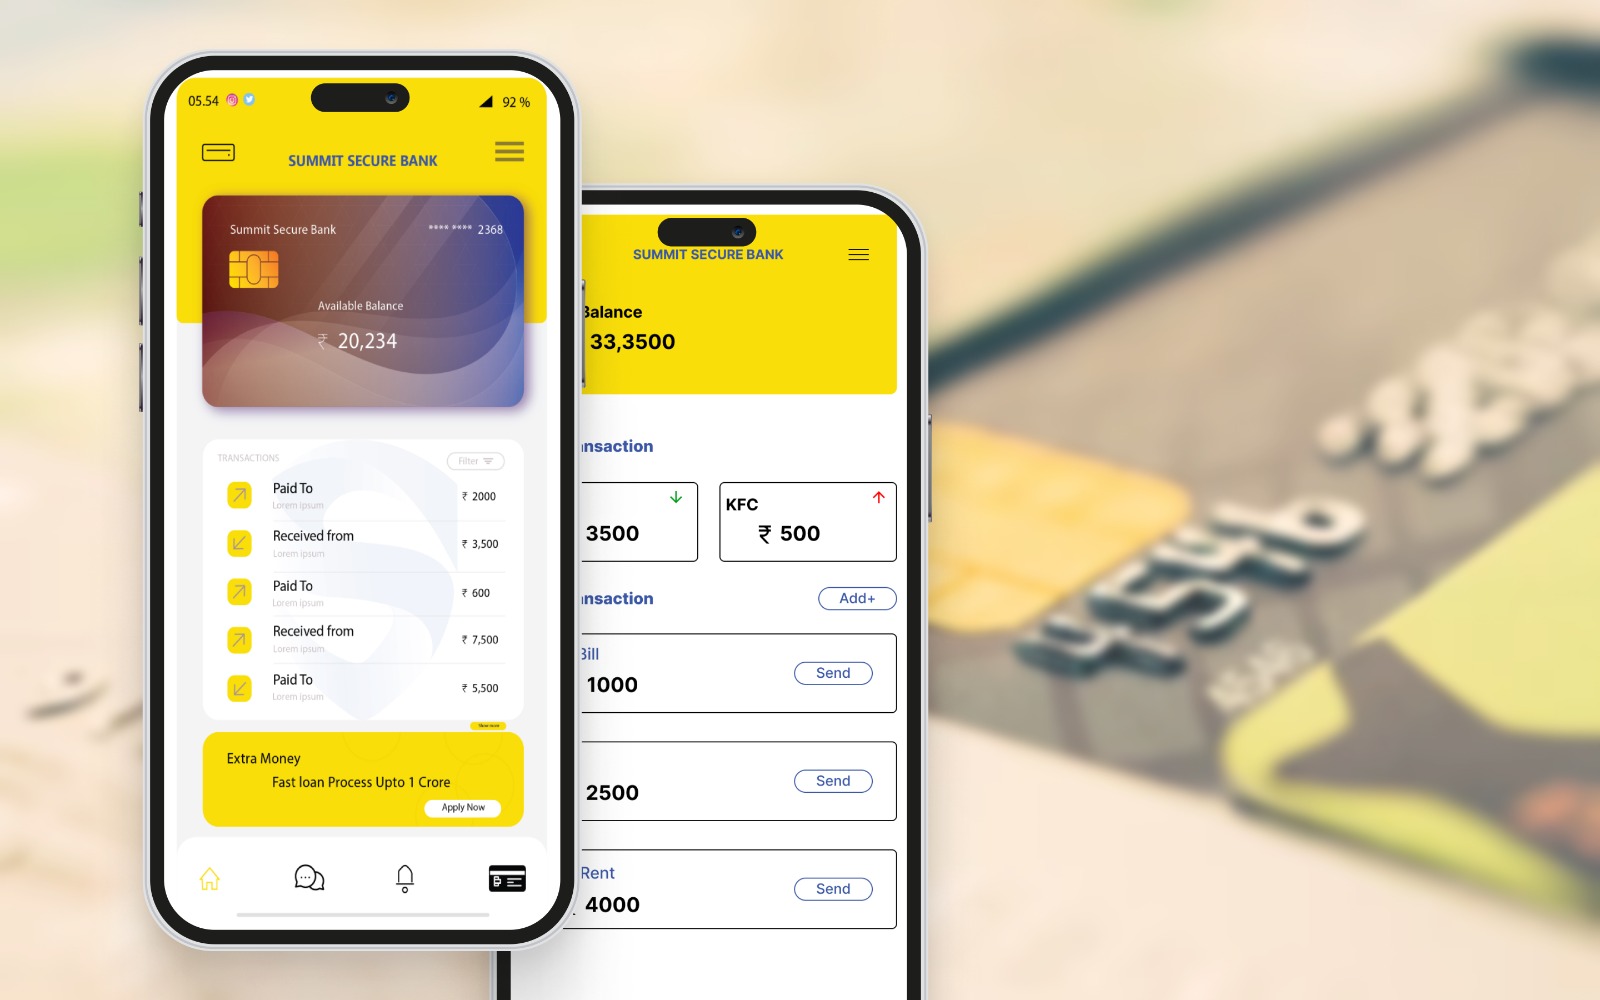 05.54
92 %
SUMMIT SECURE BANK
Summit Secure Bank
**** **** 2368
Available Balance
₹ 20,234
TRANSACTIONS
Filter
Paid To
Lorem ipsum
₹ 2000
Received from
Lorem ipsum
₹ 3,500
Paid To
Lorem ipsum
₹ 600
Received from
Lorem ipsum
₹ 7,500
Paid To
Lorem ipsum
₹ 5,500
Show more
Extra Money
Fast loan Process Upto 1 Crore
Apply Now
SUMMIT SECURE BANK
Balance
33,3500
nsaction
3500
KFC
₹ 500
nsaction
Add+
Bill
1000
Send
2500
Send
Rent
4000
Send